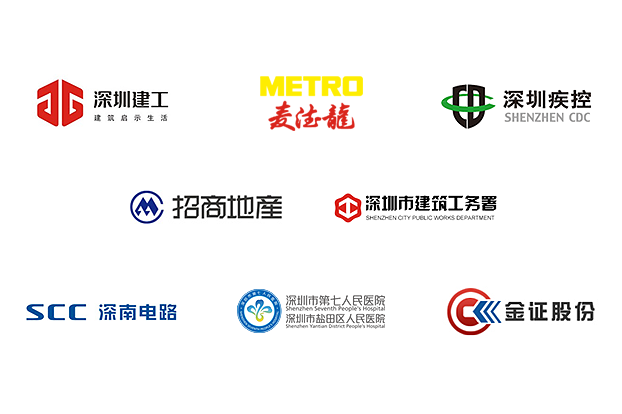 深圳建工
建筑启示生活
METRO
麦德龍
深圳疾控
SHENZHEN CDC
招商地産
深圳市建筑工务署
SHENZHEN CITY PUBLIC WORKS DEPARTMENT
SCC 深南电路
深圳市第七人民医院
Shenzhen Seventh People's Hospital
深圳市盐田区人民医院
Shenzhen Yantian District People's Hospital
金证股份